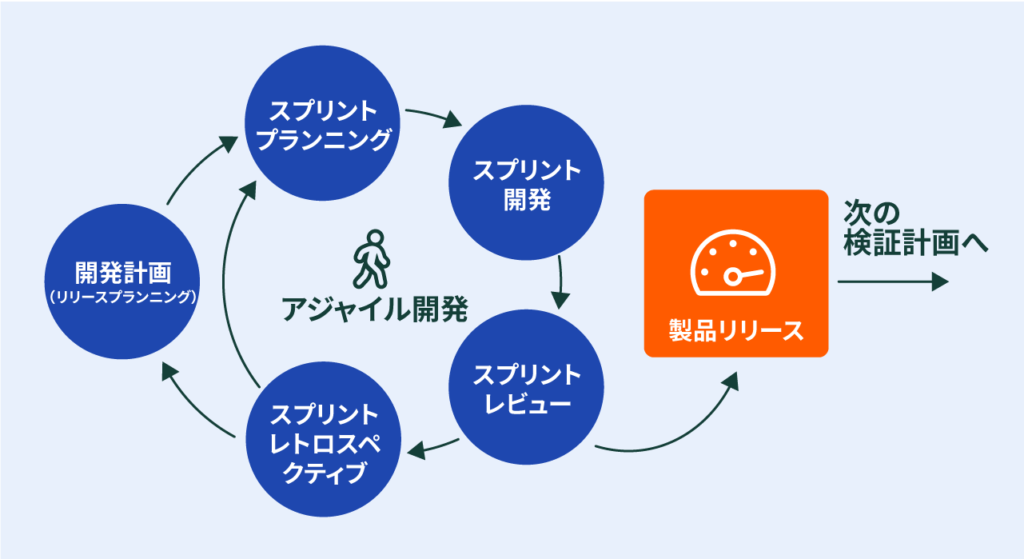 スプリント
プランニング
スプリント
開発
次の
検証計画へ
開発計画
（リリースプランニング）
アジャイル開発
製品リリース
スプリント
レビュー
スプリント
レトロスペ
クティブ